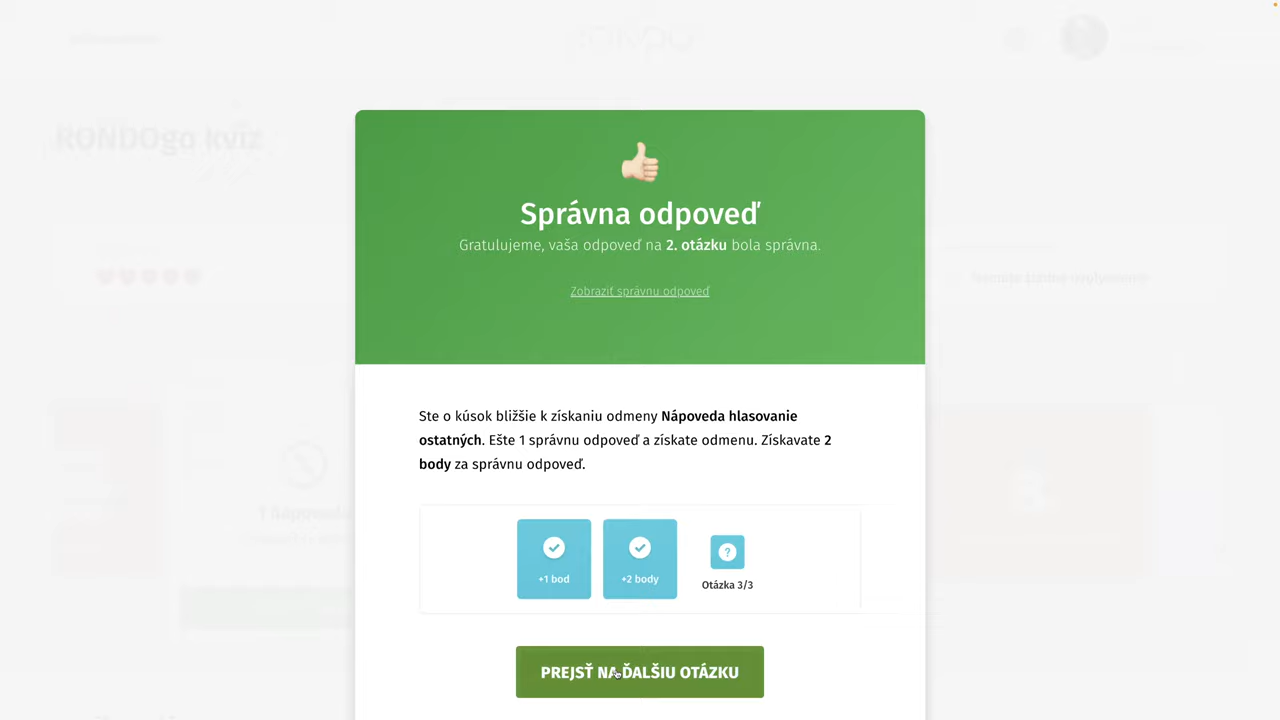 RONDOgo kvíz
Správna odpoveď
Gratulujeme, vaša odpoveď na 2. otázku bola správna.
Zobraziť správnu odpoveď
Ste o kúsok bližšie k získaniu odmeny Nápoveda hlasovanie
ostatných. Ešte 1 správnu odpoveď a získate odmenu. Získavate 2
body za správnu odpoveď.
+1 bod
+2 body
?
Otázka 3/3
PREJSŤ NA ĎALŠIU OTÁZKU